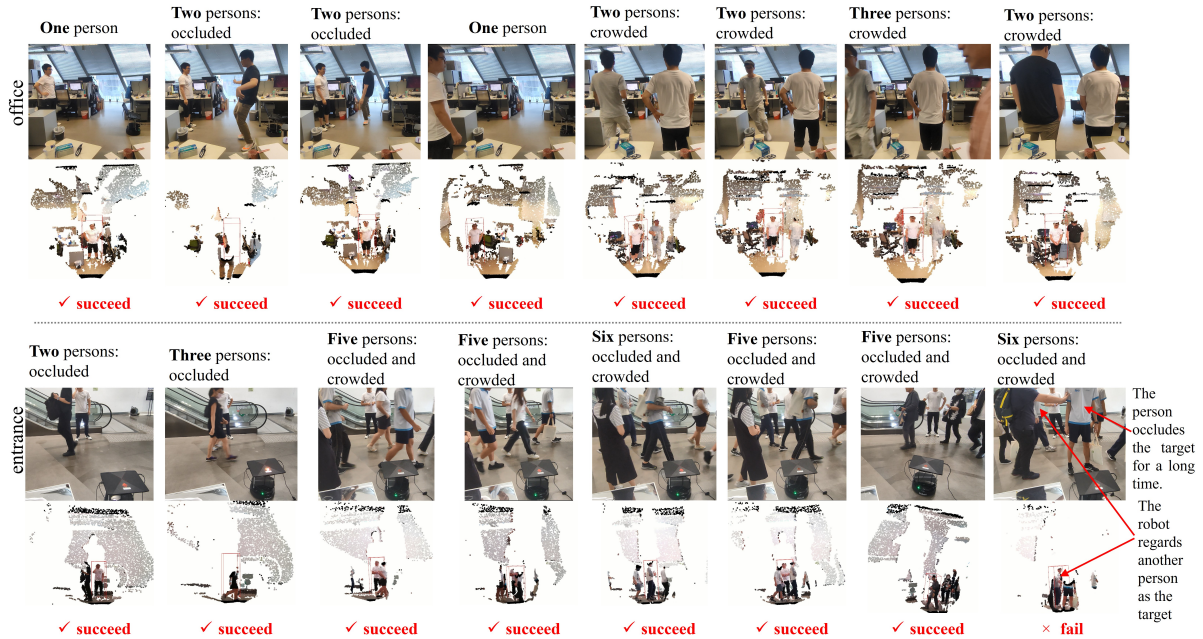 One person
Two persons:
occluded
Two persons:
occluded
One person
Two persons:
crowded
Two persons:
crowded
Three persons:
crowded
Two persons:
crowded
office
✓ succeed
✓ succeed
✓ succeed
✓ succeed
✓ succeed
✓ succeed
✓ succeed
✓ succeed
Two persons:
occluded
Three persons:
occluded
Five persons:
occluded and
crowded
Five persons:
occluded and
crowded
Six persons:
occluded and
crowded
Five persons:
occluded and
crowded
Five persons:
occluded and
crowded
Six persons:
occluded and
crowded
entrance
The
person
occludes
the target
for a long
time.
The
robot
regards
another
person
as the
target
✓ succeed
✓ succeed
✓ succeed
✓ succeed
✓ succeed
✓ succeed
✓ succeed
× fail